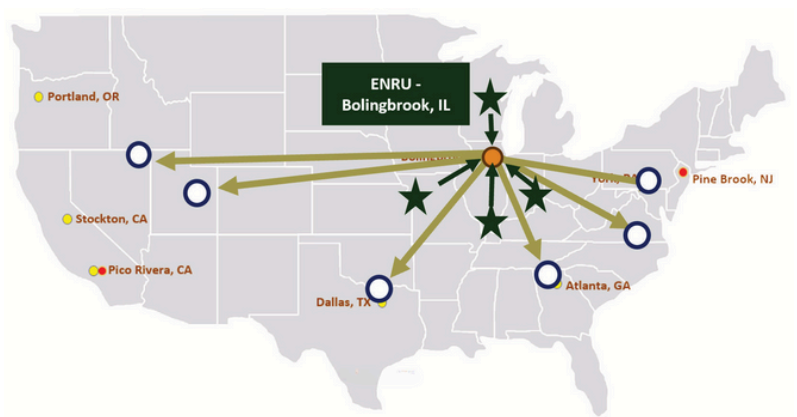 ENRU -
Bolingbrook, IL
Portland, OR
Pine Brook, NJ
Stockton, CA
Pico Rivera, CA
Atlanta, GA
Dallas, TX